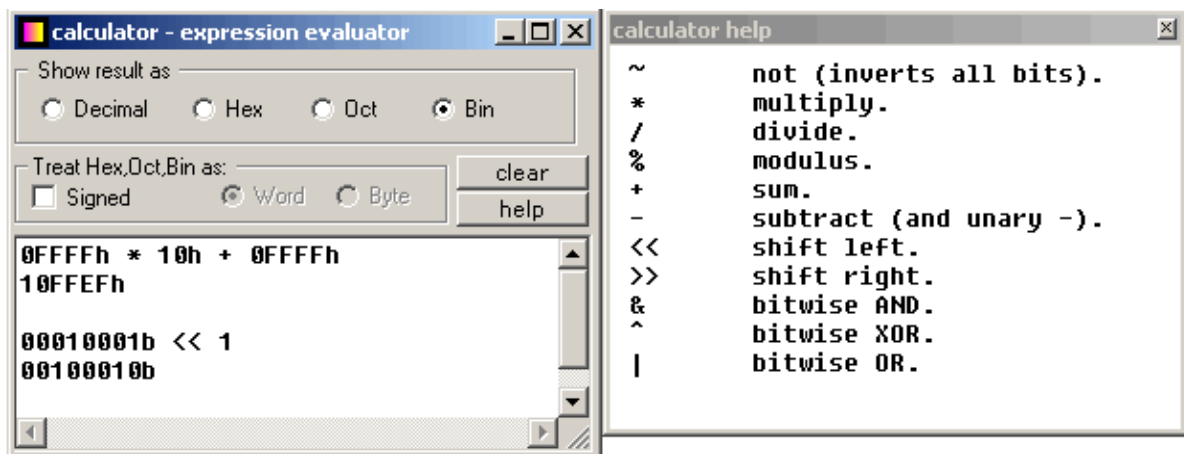 calculator - expression evaluator
Show result as
Decimal Hex Oct Bin
Treat Hex,Oct,Bin as:
Signed Word Byte
clear
help
0FFFFh * 10h + 0FFFFh
10FFEFh
00010001b << 1
00100010b
calculator help
~ not (inverts all bits).
* multiply.
/ divide.
% modulus.
+ sum.
- subtract (and unary -).
<< shift left.
>> shift right.
& bitwise AND.
^ bitwise XOR.
| bitwise OR.